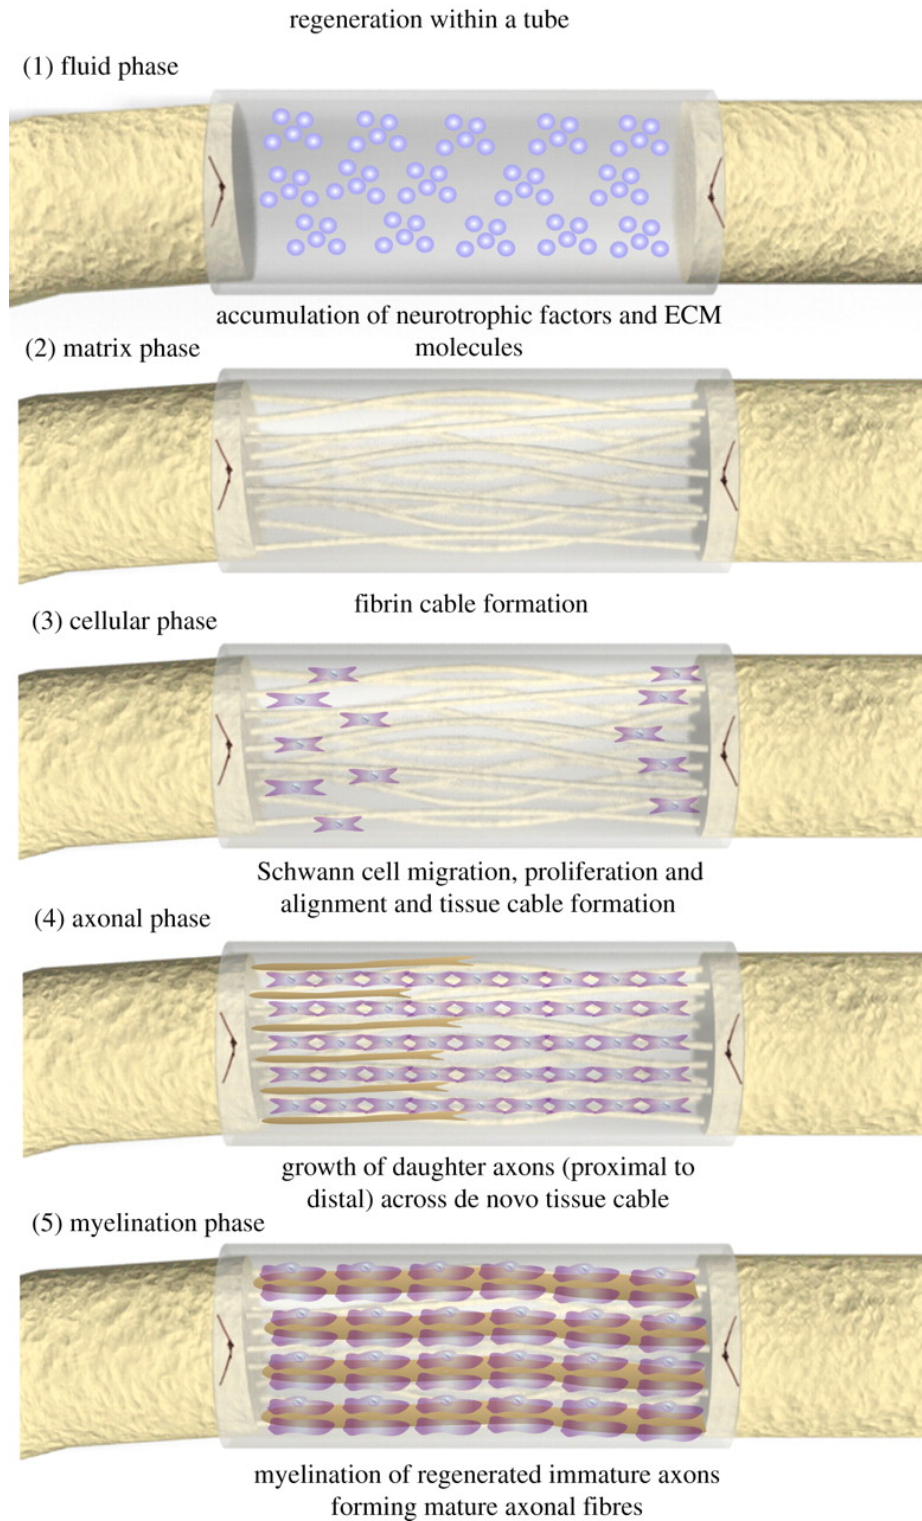 regeneration within a tube
(1) fluid phase
accumulation of neurotrophic factors and ECM
molecules
(2) matrix phase
fibrin cable formation
(3) cellular phase
Schwann cell migration, proliferation and
alignment and tissue cable formation
(4) axonal phase
growth of daughter axons (proximal to
distal) across de novo tissue cable
(5) myelination phase
myelination of regenerated immature axons
forming mature axonal fibres